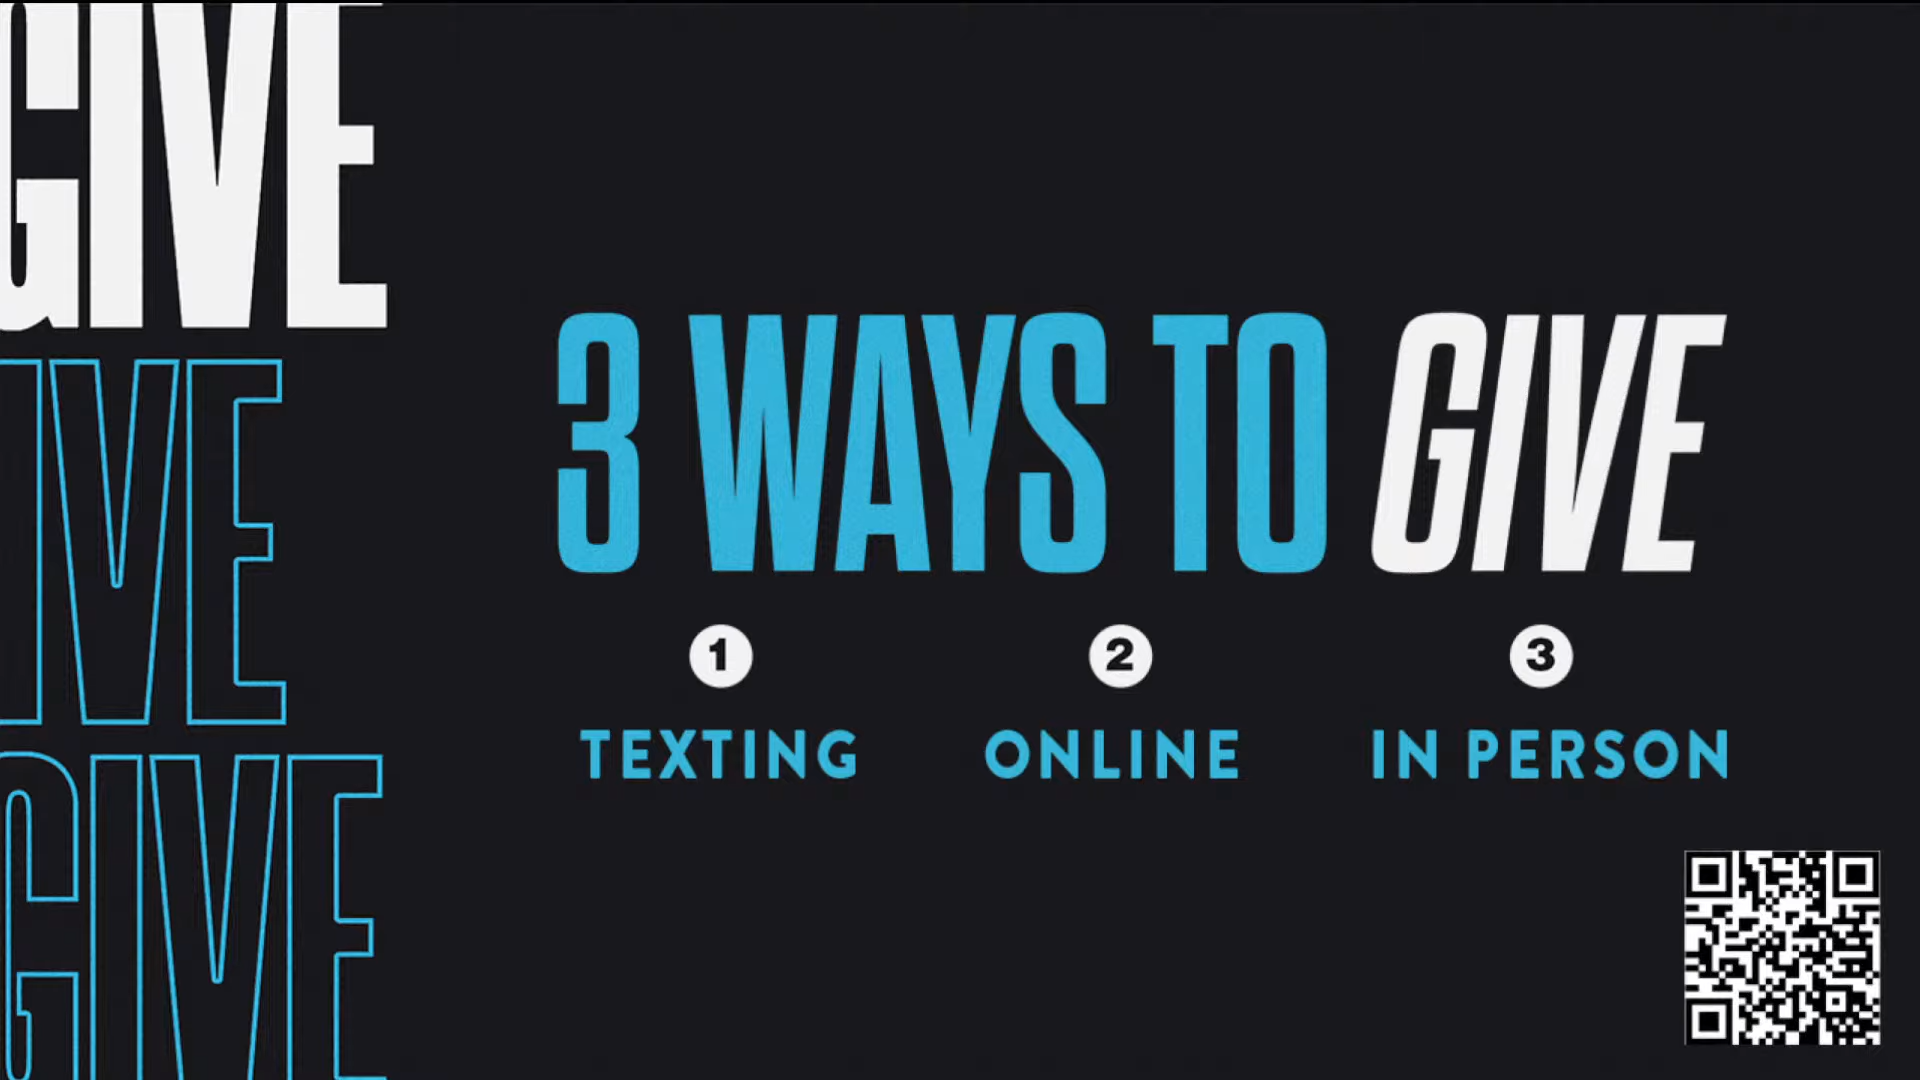 GIVE
IVE
GIVE
3 WAYS TO GIVE
1 2 3
TEXTING ONLINE IN PERSON